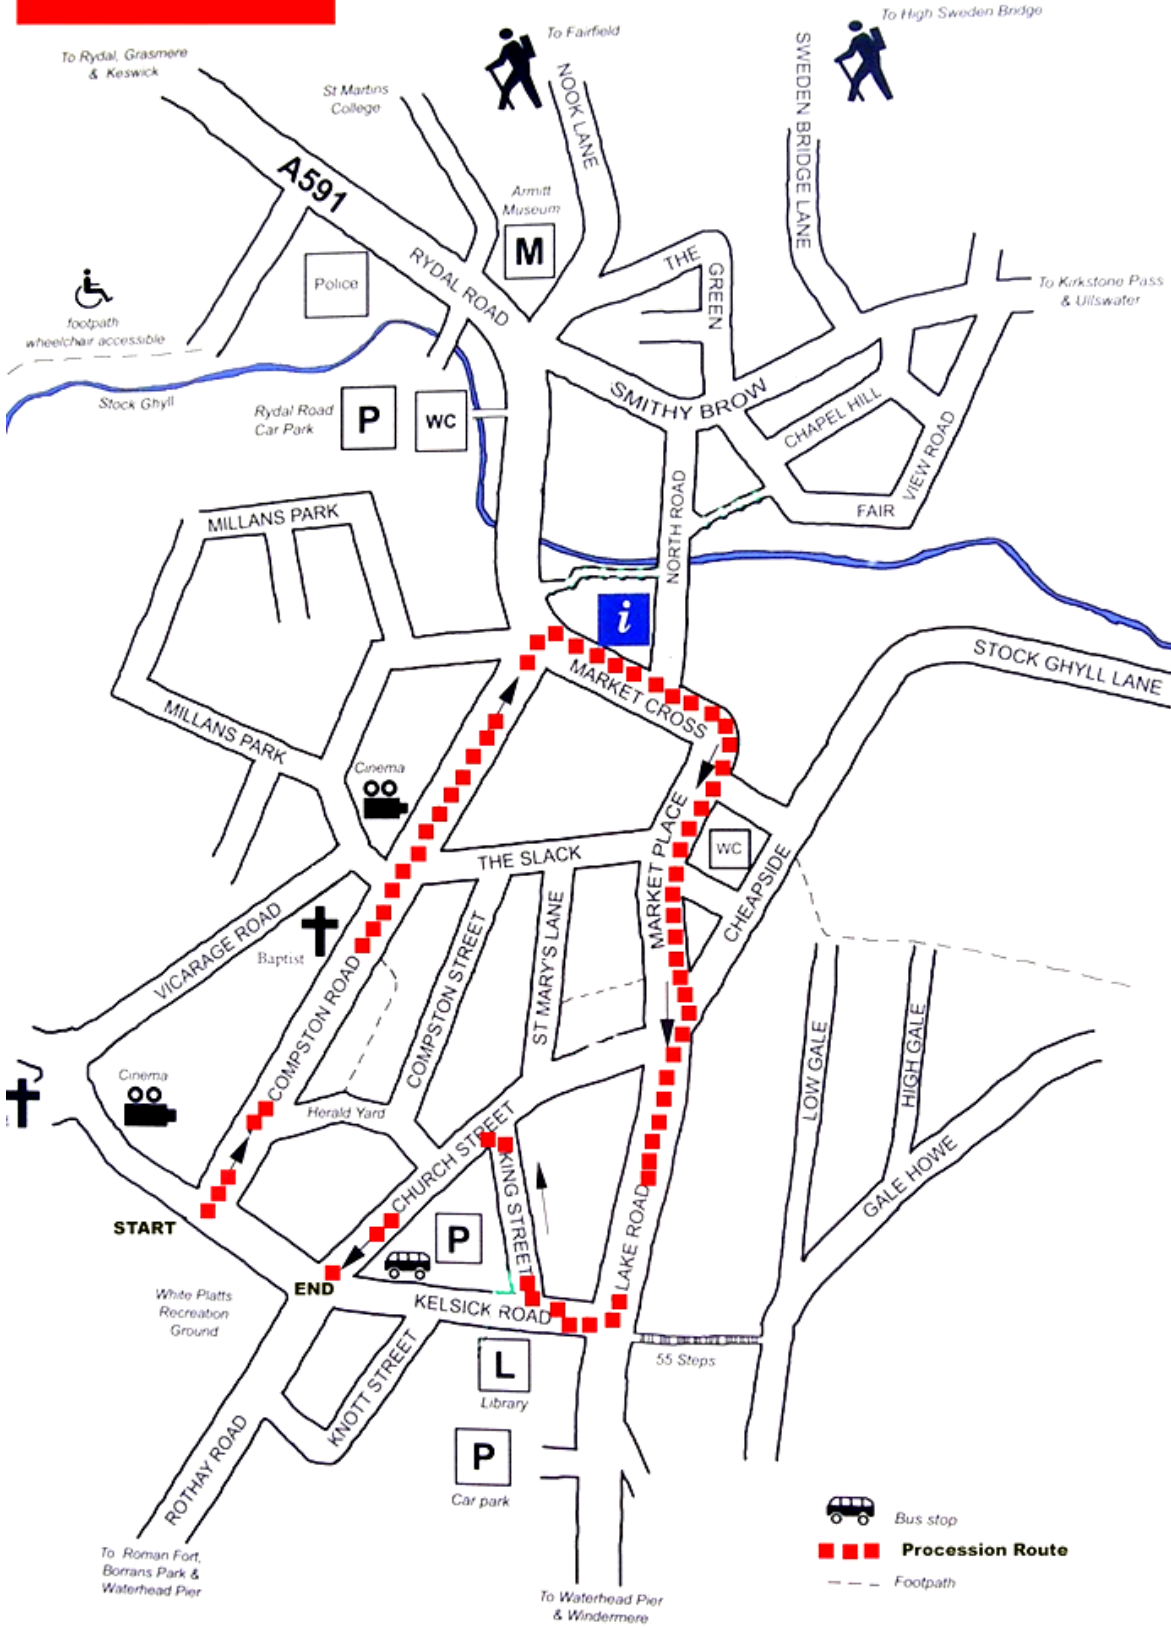 To High Sweden Bridge
To Fairfield
To Rydal, Grasmere
& Keswick
St Martins
College
NOOK LANE
SWEDEN BRIDGE LANE
A591
Armitt
Museum
M
RYDAL ROAD
THE
GREEN
Police
To Kirkstone Pass
& Ullswater
footpath
wheelchair accessible
Stock Ghyll
Rydal Road
Car Park
P
WC
SMITHY BROW
CHAPEL HILL
VIEW ROAD
FAIR
NORTH ROAD
MILLANS PARK
i
STOCK GHYLL LANE
MARKET CROSS
MILLANS PARK
Cinema
MARKET PLACE
WC
THE SLACK
CHEAPSIDE
VICARAGE ROAD
Baptist
COMPSTON ROAD
COMPSTON STREET
ST MARY'S LANE
MARKET PLACE
LOW GALE
HIGH GALE
Cinema
Herald Yard
CHURCH STREET
KING STREET
GALE HOWE
START
P
LAKE ROAD
END
White Platts
Recreation
Ground
KELSICK ROAD
55 Steps
L
Library
KNOTT STREET
ROTHAY ROAD
P
Car park
Bus stop
Procession Route
Footpath
To Roman Fort,
Borrans Park &
Waterhead Pier
To Waterhead Pier
& Windermere